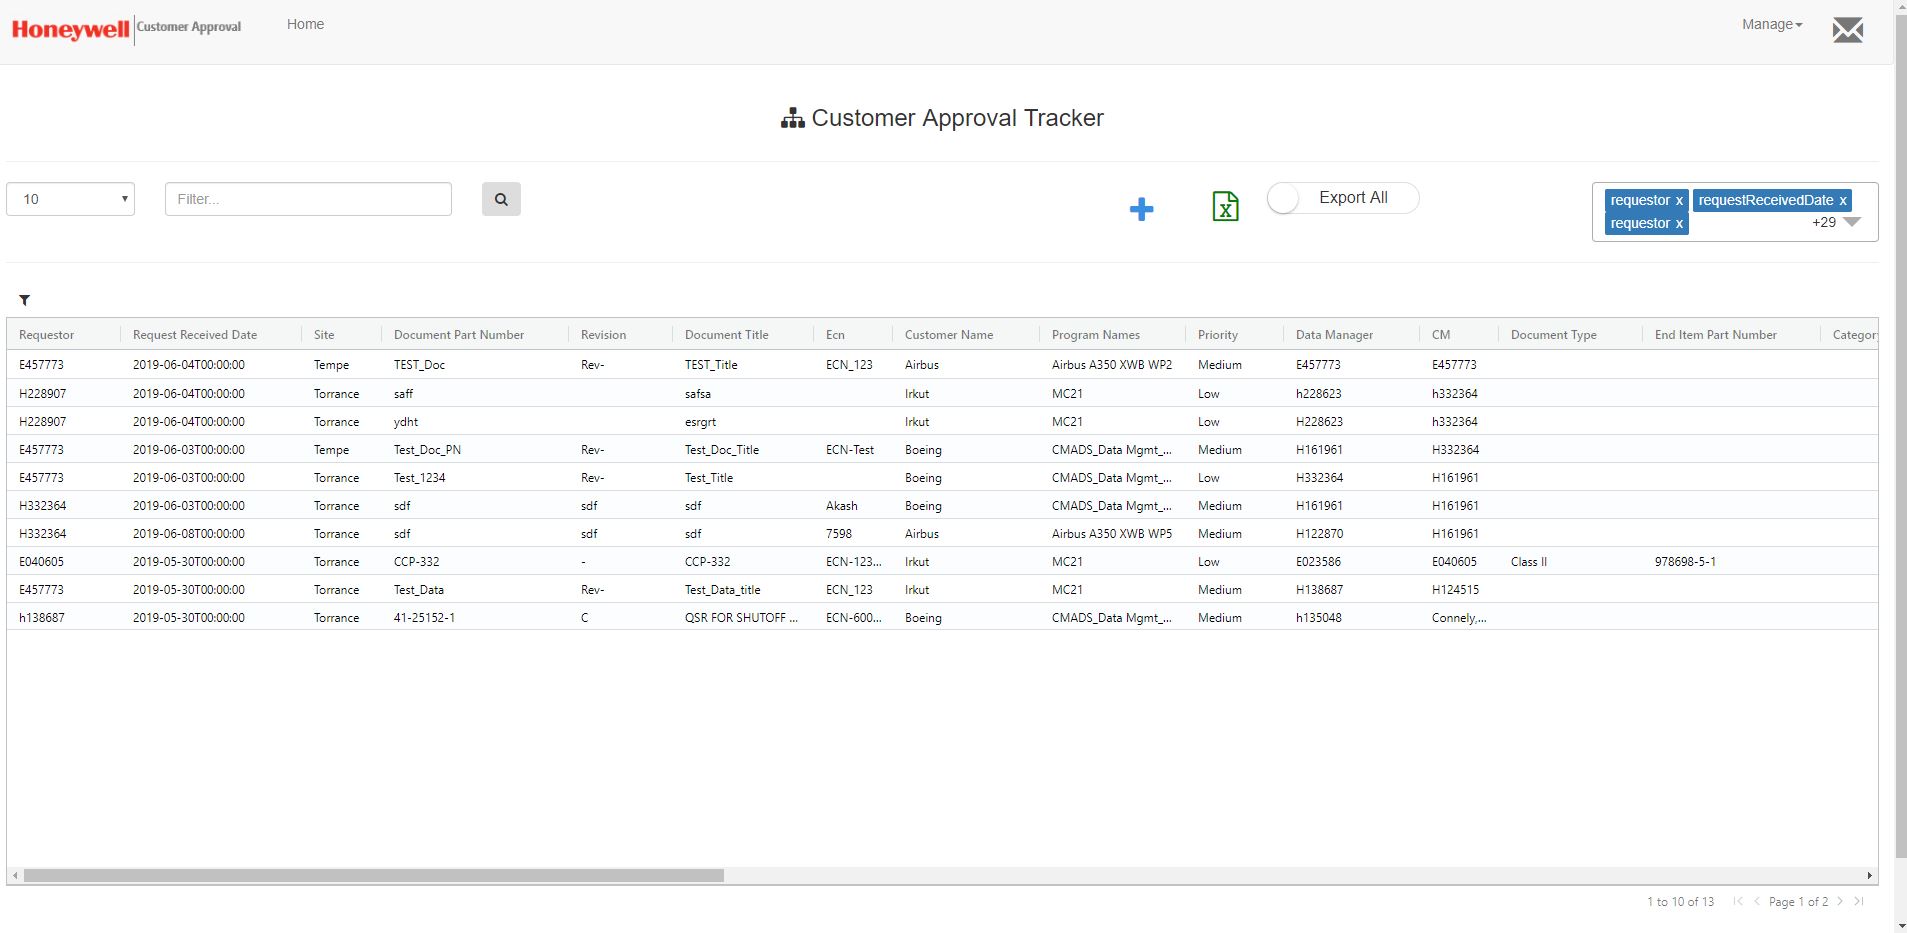 Honeywell Customer Approval Home Manage
Customer Approval Tracker
10 Filter... Export All requestor x requestReceivedDate x
requestor x +29
Requestor Request Received Date Site Document Part Number Revision Document Title Ecn Customer Name Program Names Priority Data Manager CM Document Type End Item Part Number Category
E457773 2019-06-04T00:00:00 Tempe TEST_Doc Rev- TEST_Title ECN_123 Airbus Airbus A350 XWB WP2 Medium E457773 E457773
H228907 2019-06-04T00:00:00 Torrance saff safsa Irkut MC21 Low h228623 h332364
H228907 2019-06-04T00:00:00 Torrance ydht esrgrt Irkut MC21 Low H228623 h332364
E457773 2019-06-03T00:00:00 Tempe Test_Doc_PN Rev- Test_Doc_Title ECN-Test Boeing CMADS_Data Mgmt_... Medium H161961 H332364
E457773 2019-06-03T00:00:00 Torrance Test_1234 Rev- Test_Title Boeing CMADS_Data Mgmt_... Low H332364 H161961
H332364 2019-06-03T00:00:00 Torrance sdf sdf sdf Akash Boeing CMADS_Data Mgmt_... Medium H161961 H161961
H332364 2019-06-08T00:00:00 Torrance sdf sdf sdf 7598 Airbus Airbus A350 XWB WP5 Medium H122870 H161961
E040605 2019-05-30T00:00:00 Torrance CCP-332 - CCP-332 ECN-123... Irkut MC21 Low E023586 E040605 Class II 978698-5-1
E457773 2019-05-30T00:00:00 Torrance Test_Data Rev- Test_Data_title ECN_123 Irkut MC21 Medium H138687 H124515
h138687 2019-05-30T00:00:00 Torrance 41-25152-1 C QSR FOR SHUTOFF ... ECN-600... Boeing CMADS_Data Mgmt_... Medium h135048 Connely,...
1 to 10 of 13 Page 1 of 2